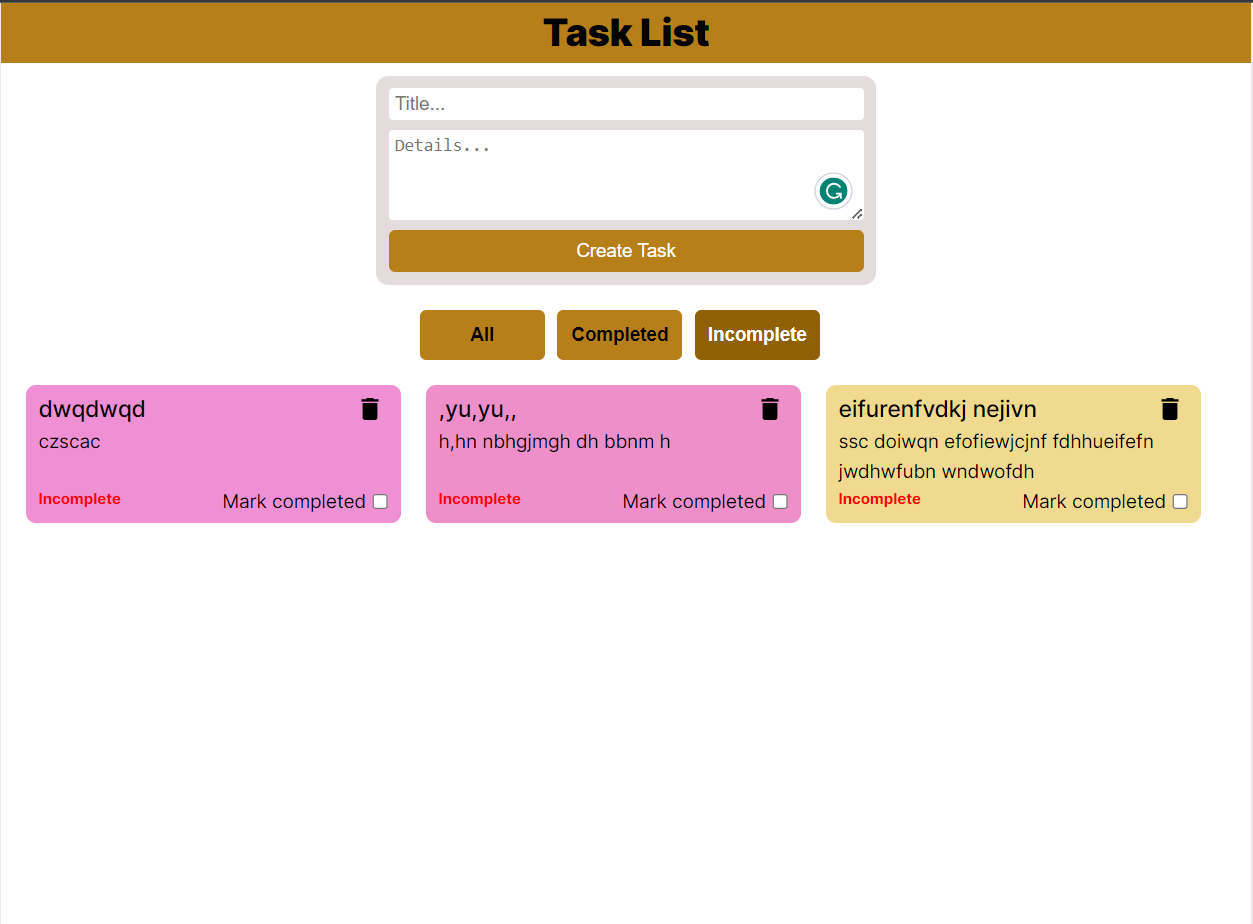 Task List
Title...
Details...
Create Task
All
Completed
Incomplete
dwqdwqd
czscac
Incomplete
Mark completed
,yu,yu,,
h,hn nbhgjmgh dh bbnm h
Incomplete
Mark completed
eifurenfvdkj nejivn
ssc doiwqn efofiewjcjnf fdhhueifefn
jwdhwfubn wndwofdh
Incomplete
Mark completed